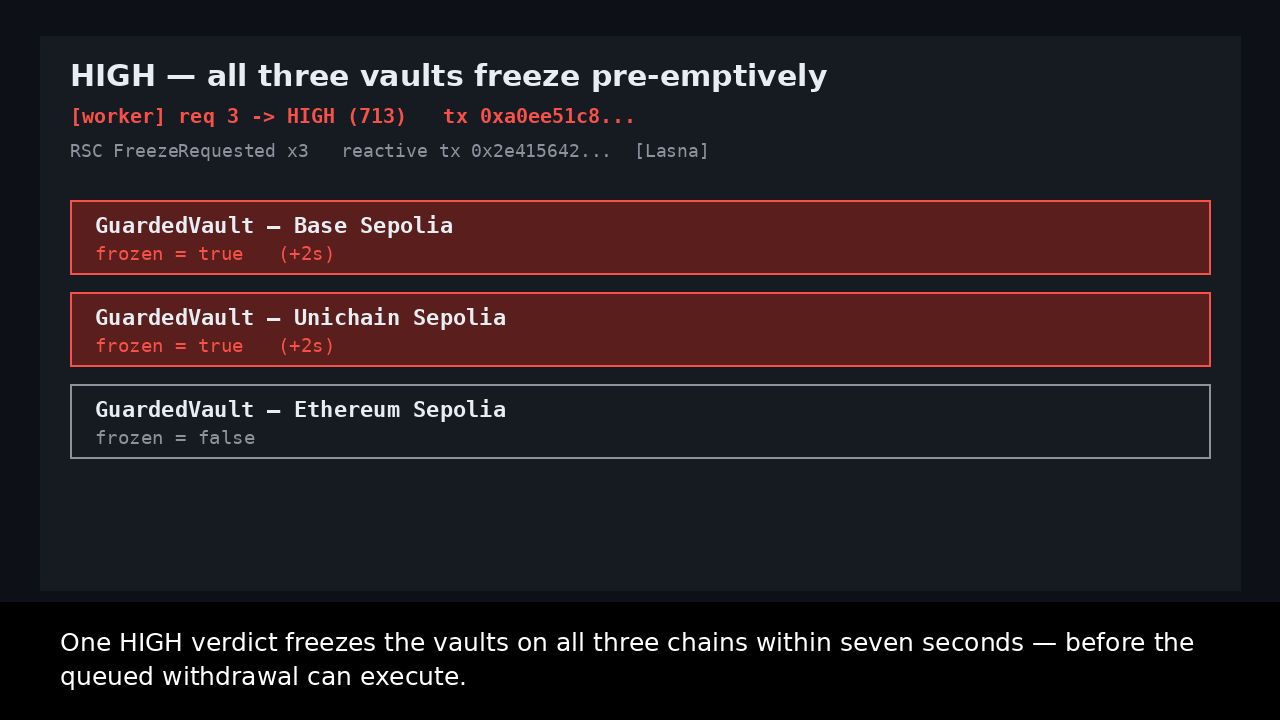 HIGH — all three vaults freeze pre-emptively
[worker] req 3 -> HIGH (713)   tx 0xa0ee51c8...
RSC FreezeRequested x3   reactive tx 0x2e415642...  [Lasna]
GuardedVault — Base Sepolia
frozen = true   (+2s)
GuardedVault — Unichain Sepolia
frozen = true   (+2s)
GuardedVault — Ethereum Sepolia
frozen = false
One HIGH verdict freezes the vaults on all three chains within seven seconds — before the
queued withdrawal can execute.